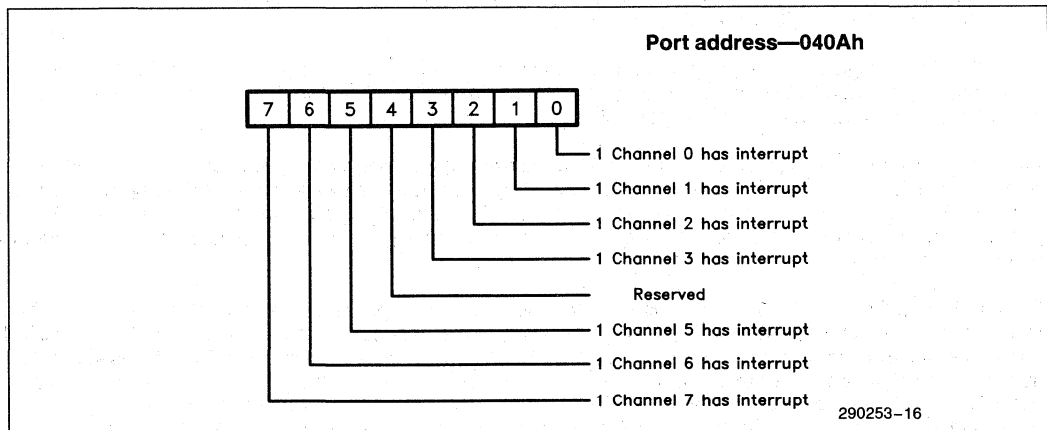 Port address—040Ah
7 6 5 4 3 2 1 0
1 Channel 0 has interrupt
1 Channel 1 has interrupt
1 Channel 2 has interrupt
1 Channel 3 has interrupt
Reserved
1 Channel 5 has interrupt
1 Channel 6 has interrupt
1 Channel 7 has interrupt
290253–16